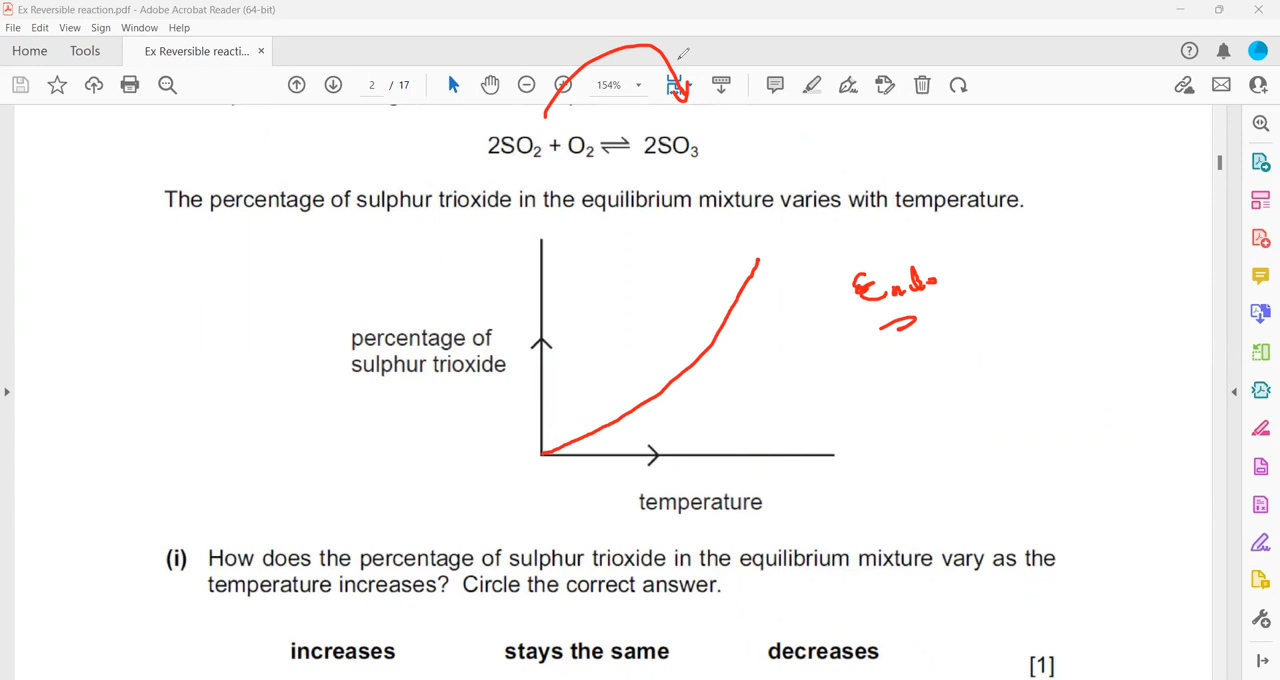 Ex Reversible reaction.pdf - Adobe Acrobat Reader (64-bit)
File Edit View Sign Window Help
Home Tools Ex Reversible reacti... ×
2 / 17 154%
2SO₂ + O₂ ⇌ 2SO₃
The percentage of sulphur trioxide in the equilibrium mixture varies with temperature.
Endo
percentage of
sulphur trioxide
temperature
(i) How does the percentage of sulphur trioxide in the equilibrium mixture vary as the
temperature increases? Circle the correct answer.
increases stays the same decreases
[1]